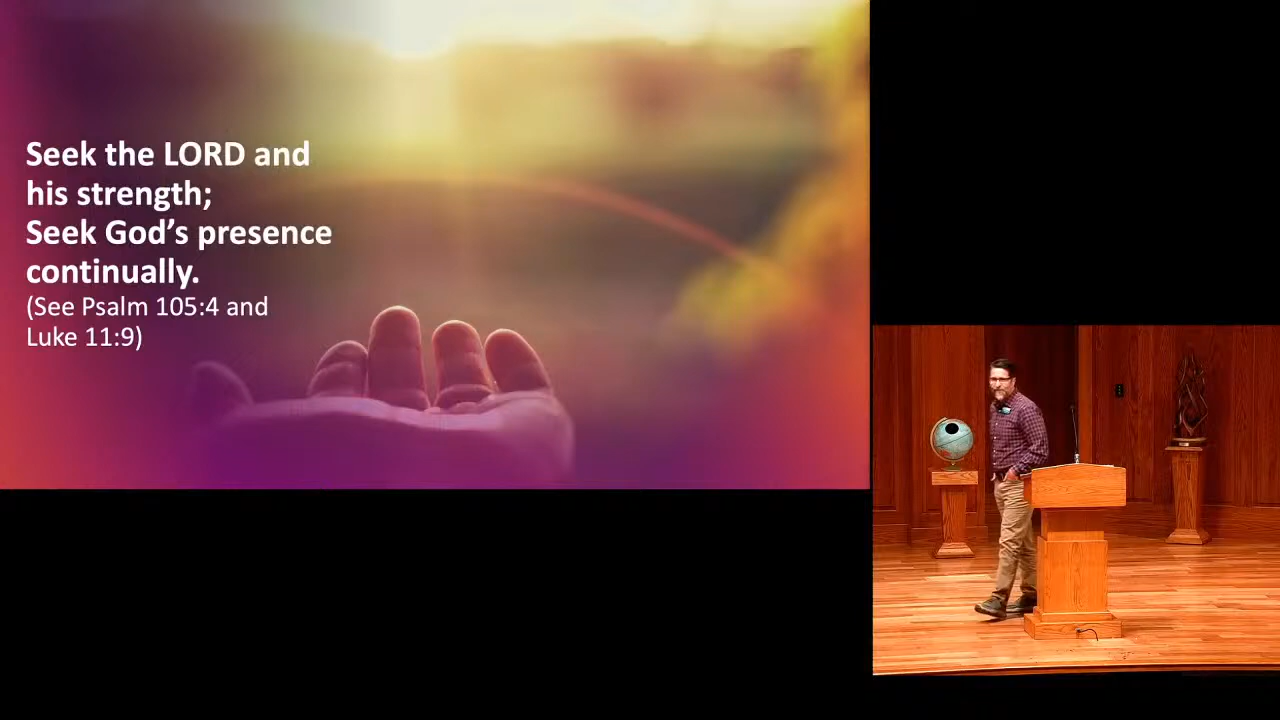 Seek the LORD and
his strength;
Seek God’s presence
continually.
(See Psalm 105:4 and
Luke 11:9)